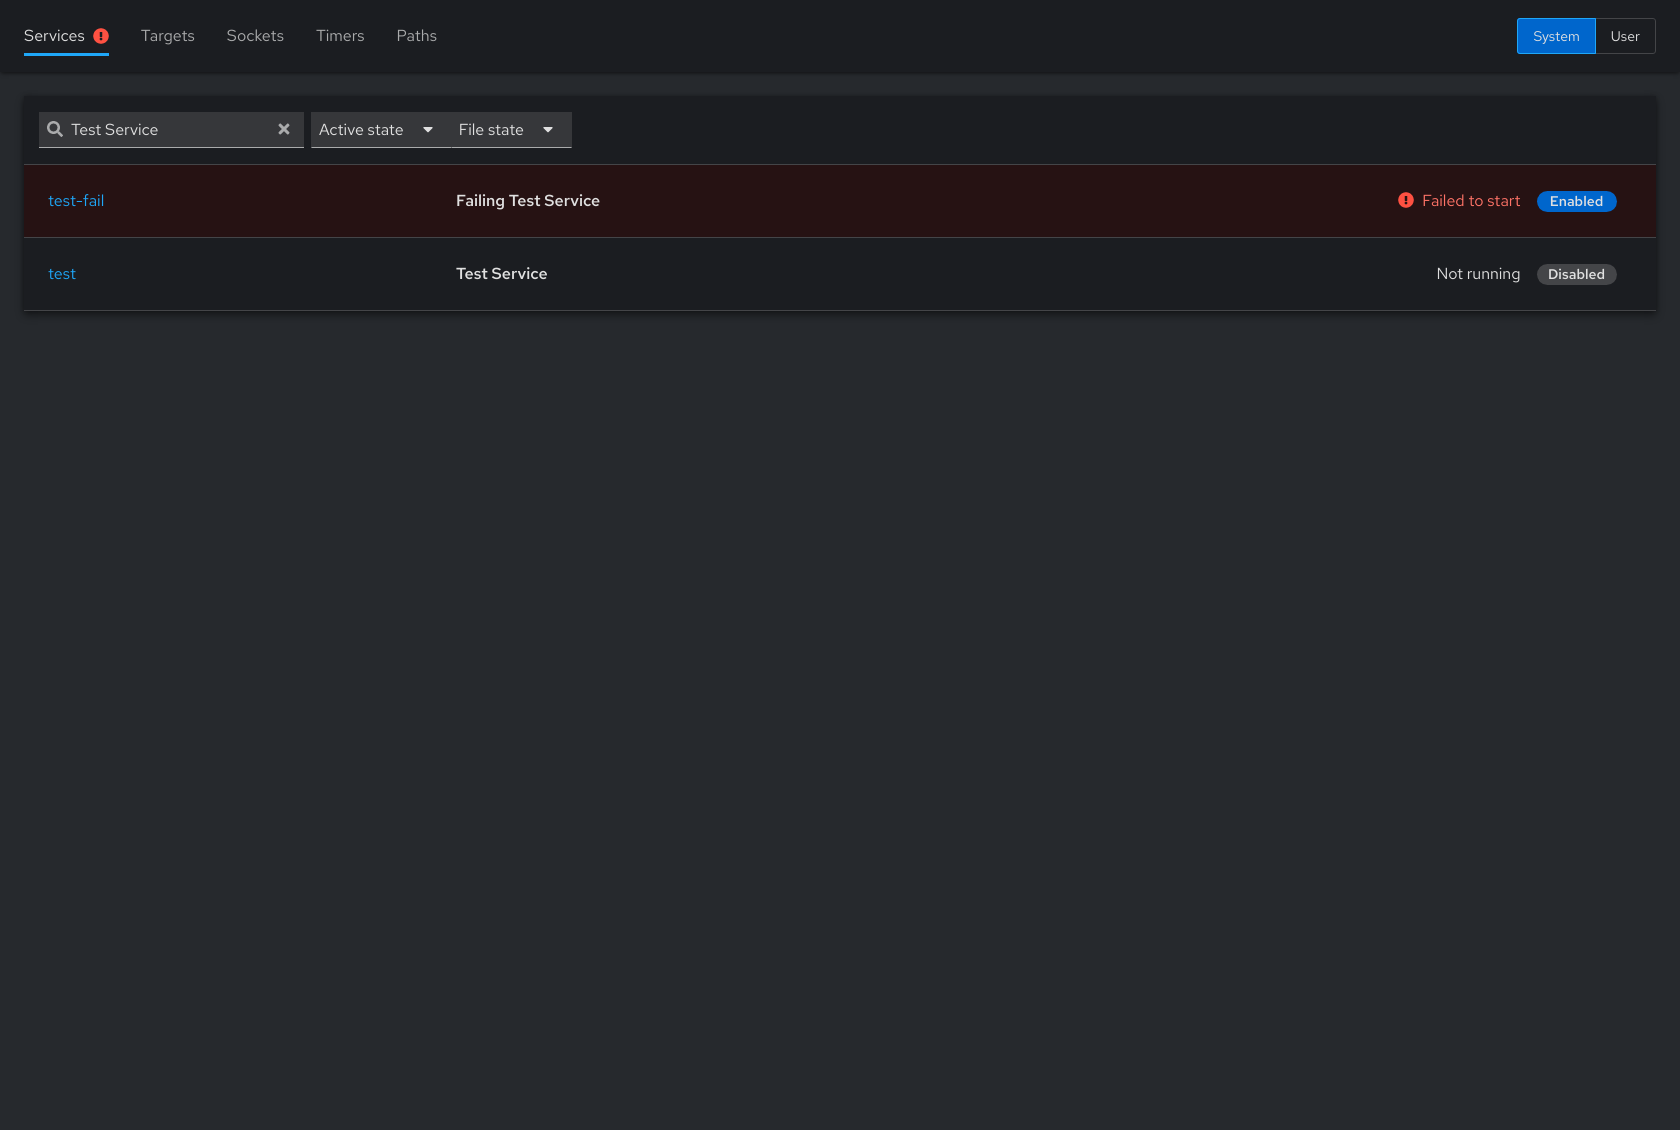 Services Targets Sockets Timers Paths System User
Test Service Active state File state
test-fail Failing Test Service Failed to start Enabled
test Test Service Not running Disabled